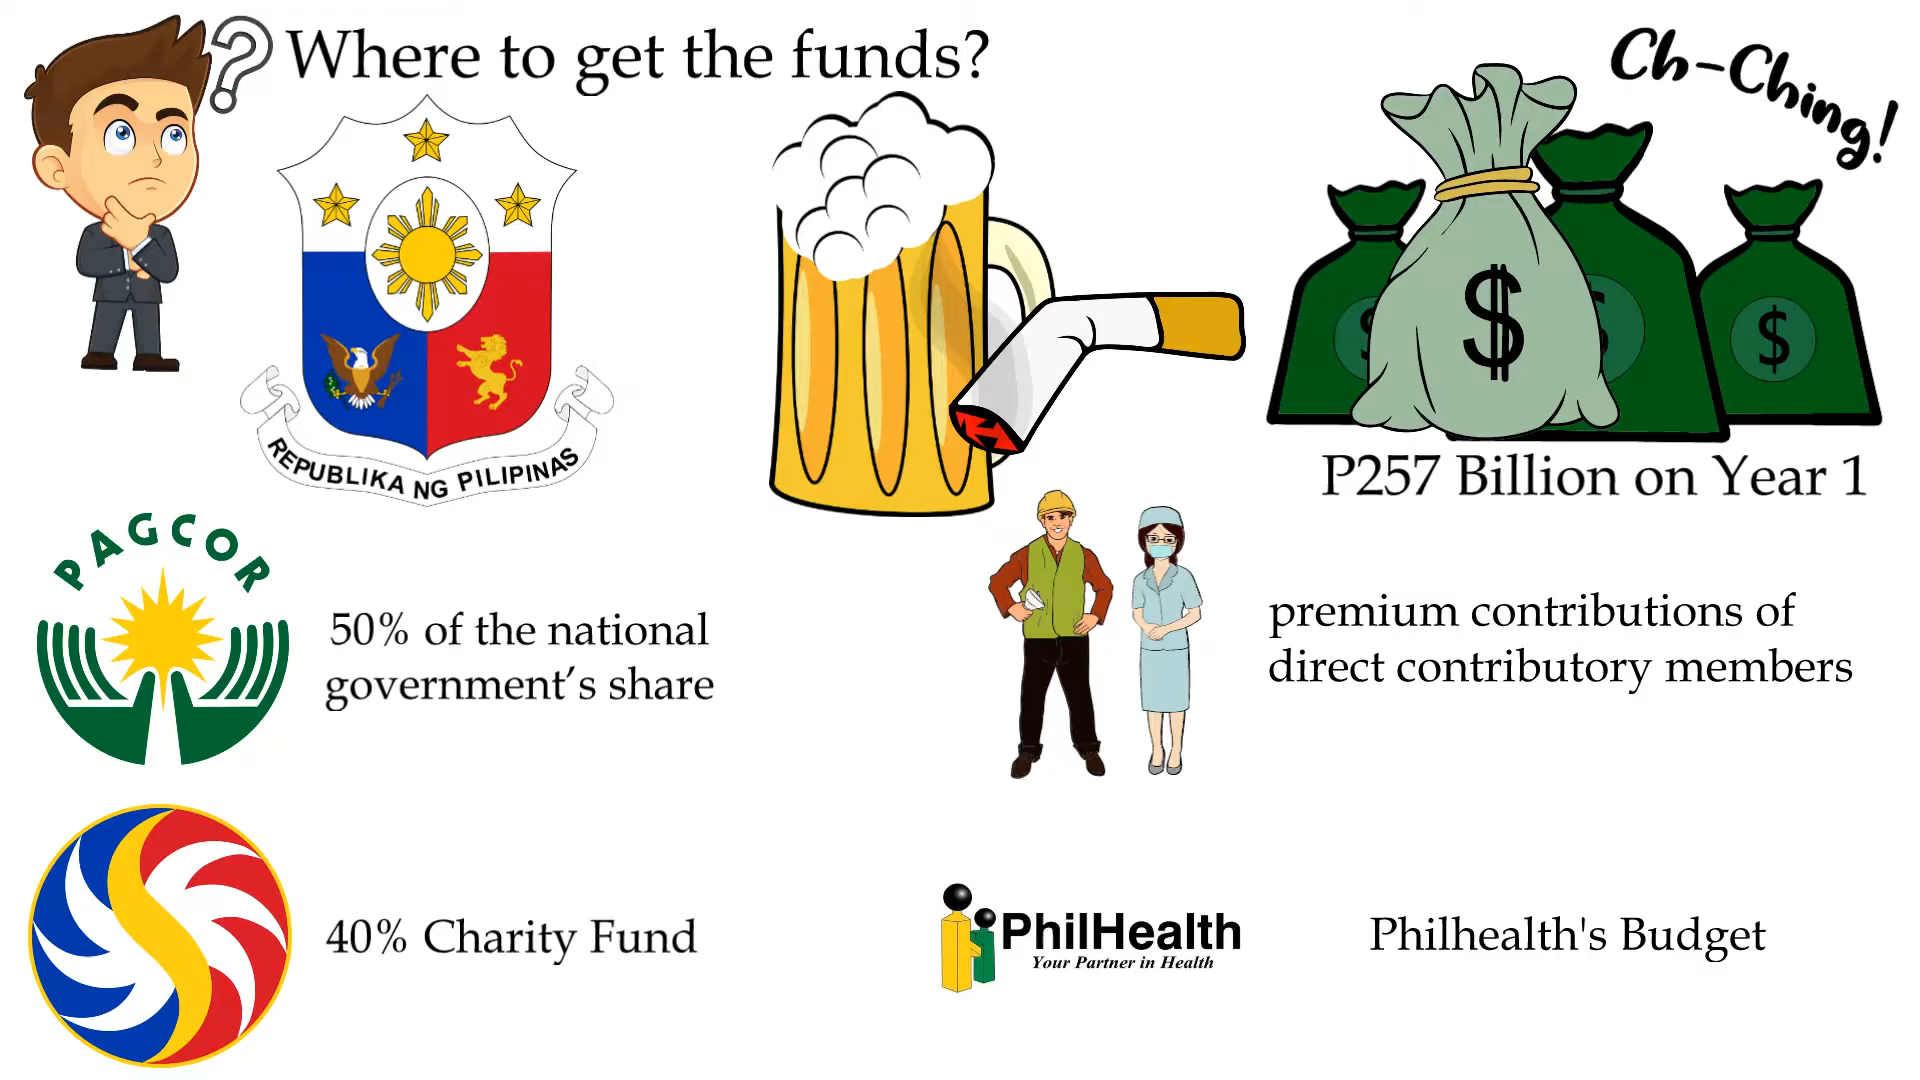 Where to get the funds?
Ch-Ching!
REPUBLIKA NG PILIPINAS
$ $ $ $
P257 Billion on Year 1
PAGCOR
50% of the national
government’s share
premium contributions of
direct contributory members
40% Charity Fund
PhilHealth
Your Partner in Health
Philhealth's Budget